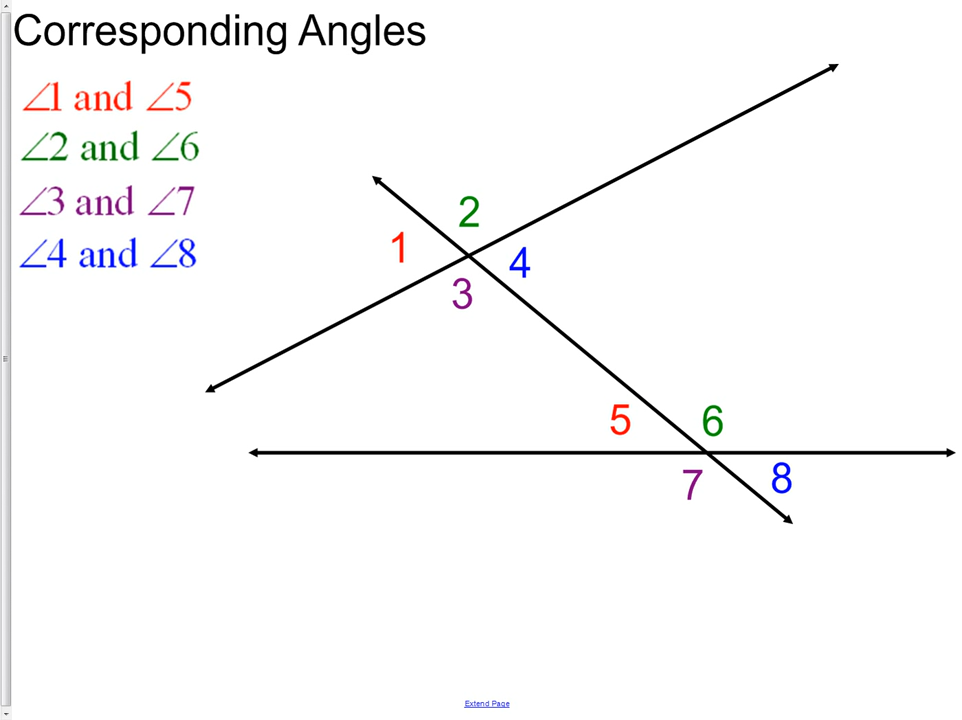 Corresponding Angles
∠1 and ∠5
∠2 and ∠6
∠3 and ∠7
∠4 and ∠8
2
1
4
3
5
6
7
8
Extend Page